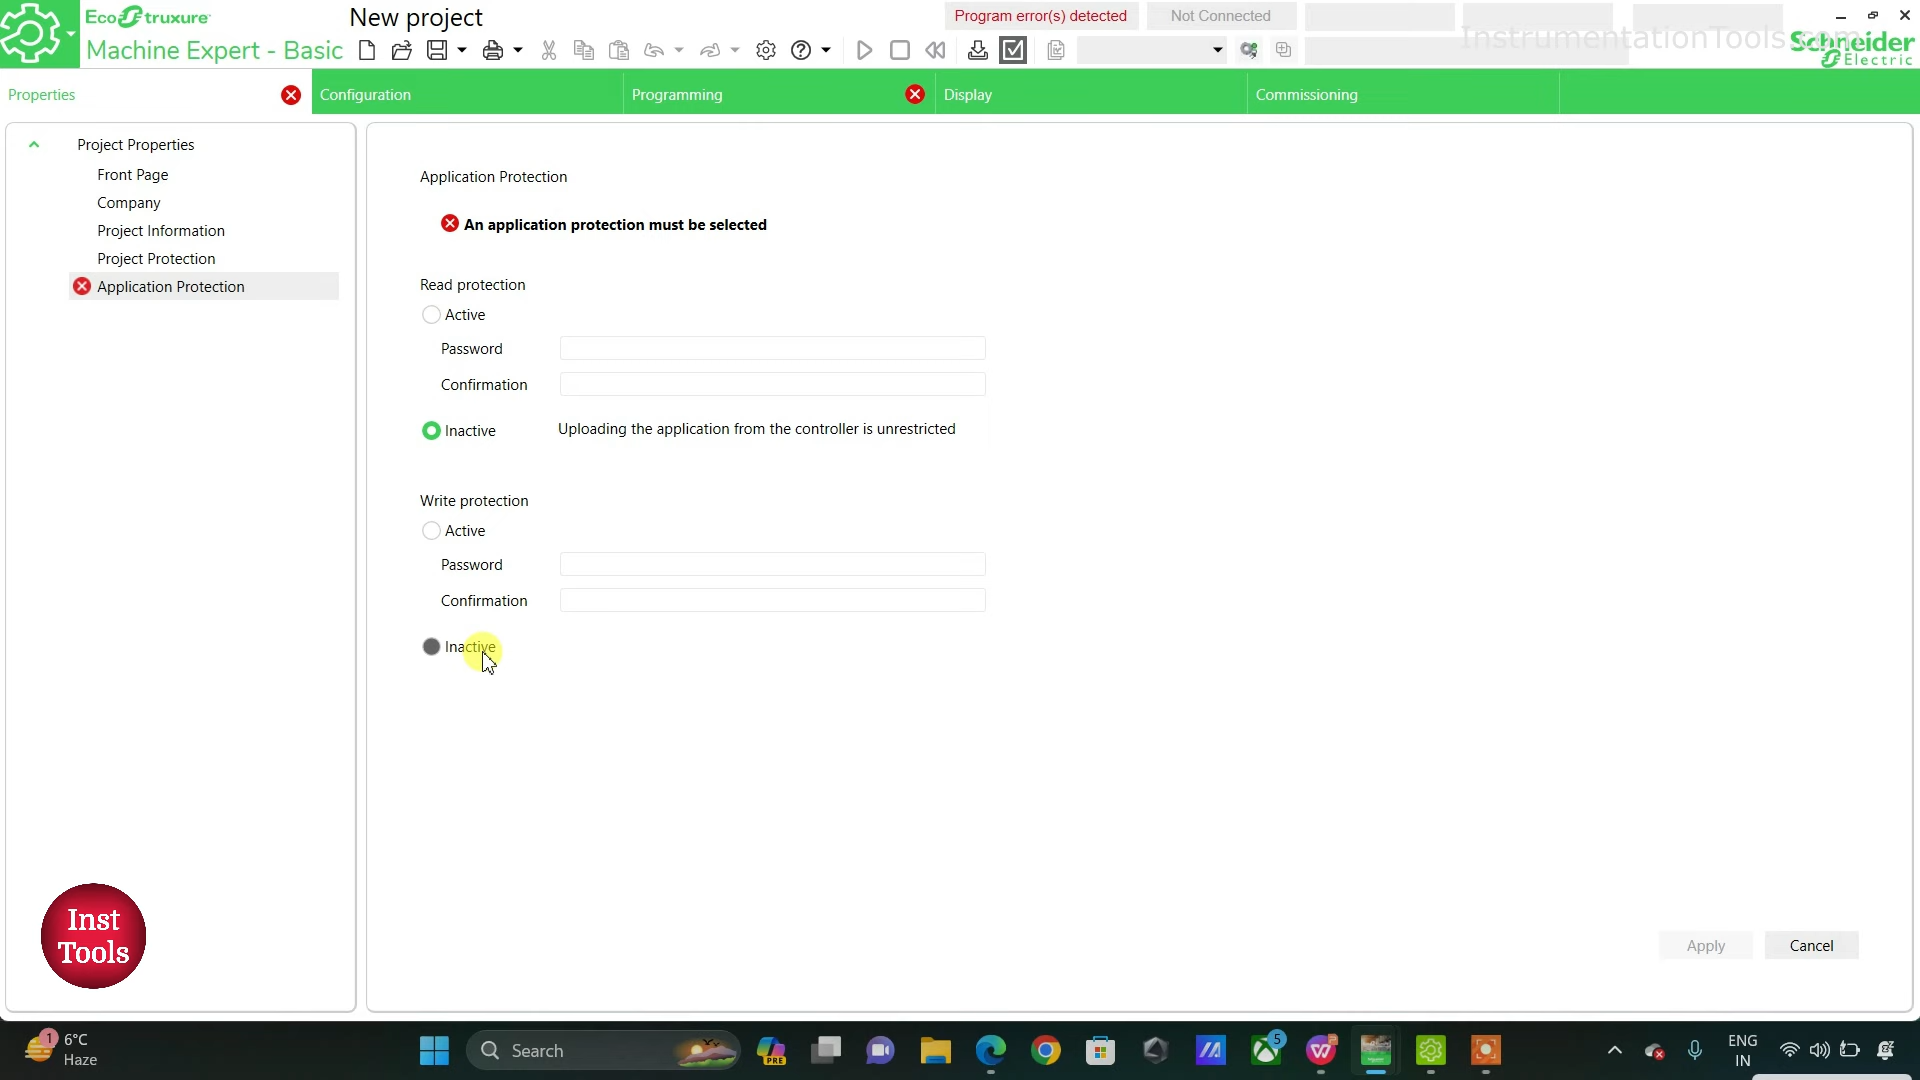 EcoStruxure
Machine Expert - Basic
New project
Program error(s) detected
Not Connected
InstrumentationTools.com
Schneider
Electric
Properties
Configuration
Programming
Display
Commissioning
Project Properties
Front Page
Company
Project Information
Project Protection
Application Protection
Application Protection
An application protection must be selected
Read protection
Active
Password
Confirmation
Inactive
Uploading the application from the controller is unrestricted
Write protection
Active
Password
Confirmation
Inactive
Inst
Tools
Apply
Cancel
1
6°C
Haze
Search
PRE
5
ENG
IN